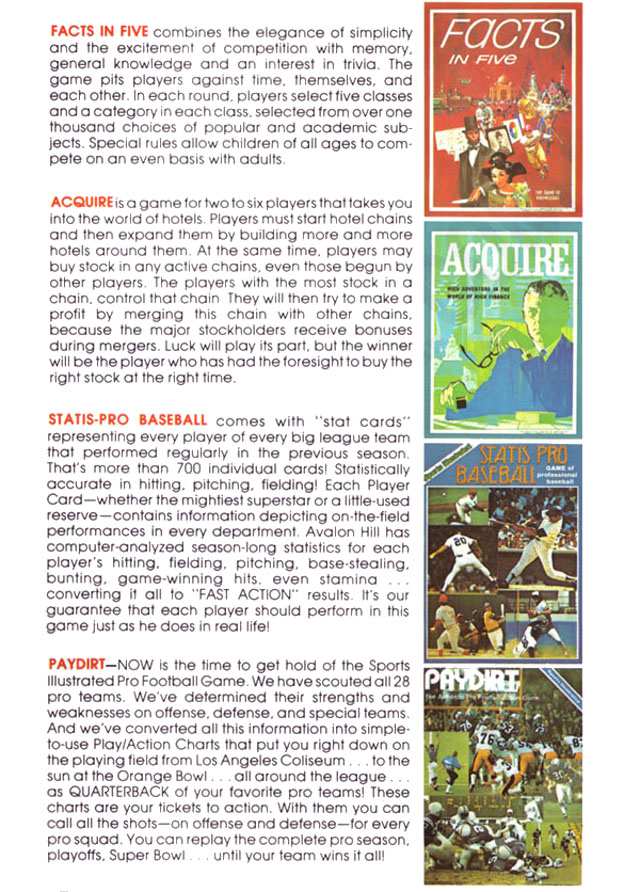 FACTS IN FIVE combines the elegance of simplicity
and the excitement of competition with memory,
general knowledge and an interest in trivia. The
game pits players against time, themselves, and
each other. In each round, players select five classes
and a category in each class, selected from over one
thousand choices of popular and academic sub-
jects. Special rules allow children of all ages to com-
pete on an even basis with adults.
FACTS
IN FIVE
THE GAME OF
KNOWLEDGE
ACQUIRE is a game for two to six players that takes you
into the world of hotels. Players must start hotel chains
and then expand them by building more and more
hotels around them. At the same time, players may
buy stock in any active chains, even those begun by
other players. The players with the most stock in a
chain, control that chain They will then try to make a
profit by merging this chain with other chains,
because the major stockholders receive bonuses
during mergers. Luck will play its part, but the winner
will be the player who has had the foresight to buy the
right stock at the right time.
ACQUIRE
HIGH ADVENTURE IN THE
WORLD OF HIGH FINANCE
STATIS-PRO BASEBALL comes with "stat cards"
representing every player of every big league team
that performed regularly in the previous season.
That's more than 700 individual cards! Statistically
accurate in hitting, pitching, fielding! Each Player
Card—whether the mightiest superstar or a little-used
reserve—contains information depicting on-the-field
performances in every department. Avalon Hill has
computer-analyzed season-long statistics for each
player's hitting, fielding, pitching, base-stealing,
bunting, game-winning hits, even stamina ...
converting it all to "FAST ACTION" results. It's our
guarantee that each player should perform in this
game just as he does in real life!
Sports Illustrated
STATIS PRO
BASEBALL
GAME of
professional
baseball
20
PAYDIRT—NOW is the time to get hold of the Sports
Illustrated Pro Football Game. We have scouted all 28
pro teams. We've determined their strengths and
weaknesses on offense, defense, and special teams.
And we've converted all this information into simple-
to-use Play/Action Charts that put you right down on
the playing field from Los Angeles Coliseum ... to the
sun at the Orange Bowl ... all around the league ...
as QUARTERBACK of your favorite pro teams! These
charts are your tickets to action. With them you can
call all the shots—on offense and defense—for every
pro squad. You can replay the complete pro season,
playoffs, Super Bowl ... until your team wins it all!
PAYDIRT
76